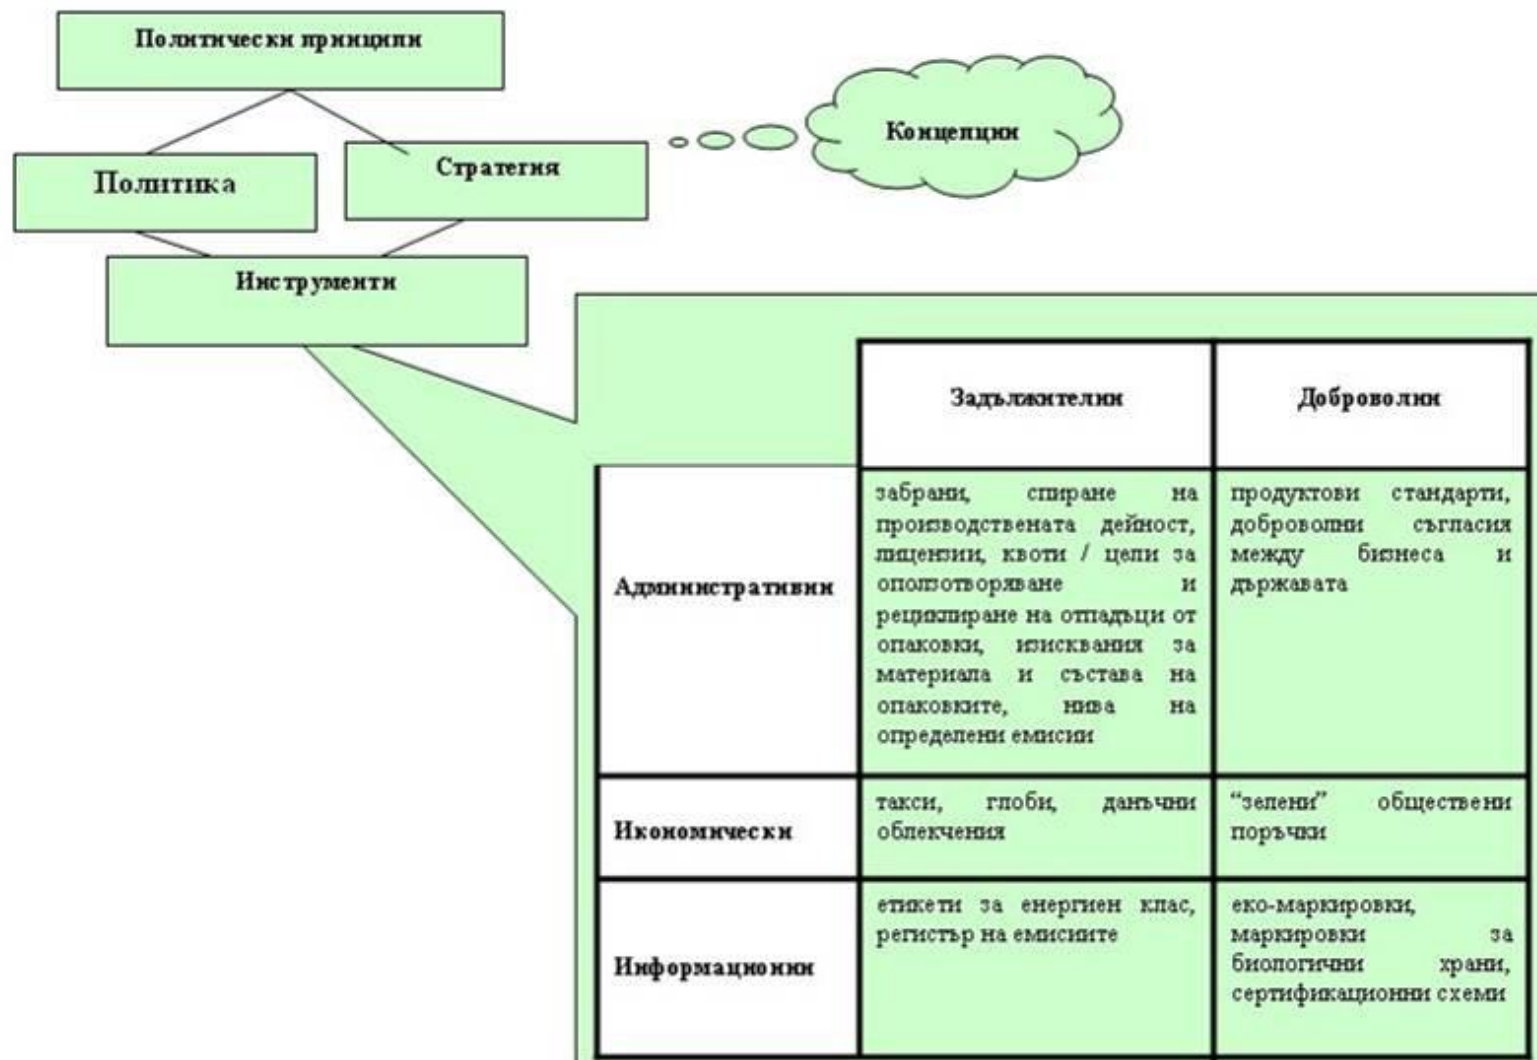 Политически принципи
Концепции
Политика
Стратегия
Инструменти
Задължителни
Доброволни
Административни
забрани, спиране на
производствената дейност,
лицензии, квоти / цели за
оползотворяване и
рециклиране на отпадъци от
опаковки, изисквания за
материала и състава на
опаковките, нива на
определени емисии
продуктови стандарти,
доброволни съгласия
между бизнеса и
държавата
Икономически
такси, глоби, данъчни
облекчения
“зелени” обществени
поръчки
Информационни
етикети за енергиен клас,
регистър на емисиите
еко-маркировки,
маркировки за
биологични храни,
сертификационни схеми